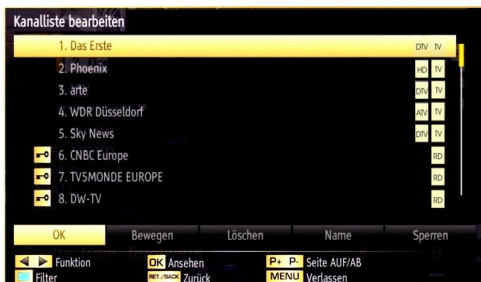 Kanalliste bearbeiten
1. Das Erste DTV TV
2. Phoenix HD TV
3. arte DTV TV
4. WDR Düsseldorf ATV TV
5. Sky News DTV TV
6. CNBC Europe RD
7. TV5MONDE EUROPE RD
8. DW-TV RD
OK Bewegen Löschen Name Sperren
Funktion OK Ansehen P+ P- Seite AUF/AB
Filter RET./BACK Zurück MENU Verlassen